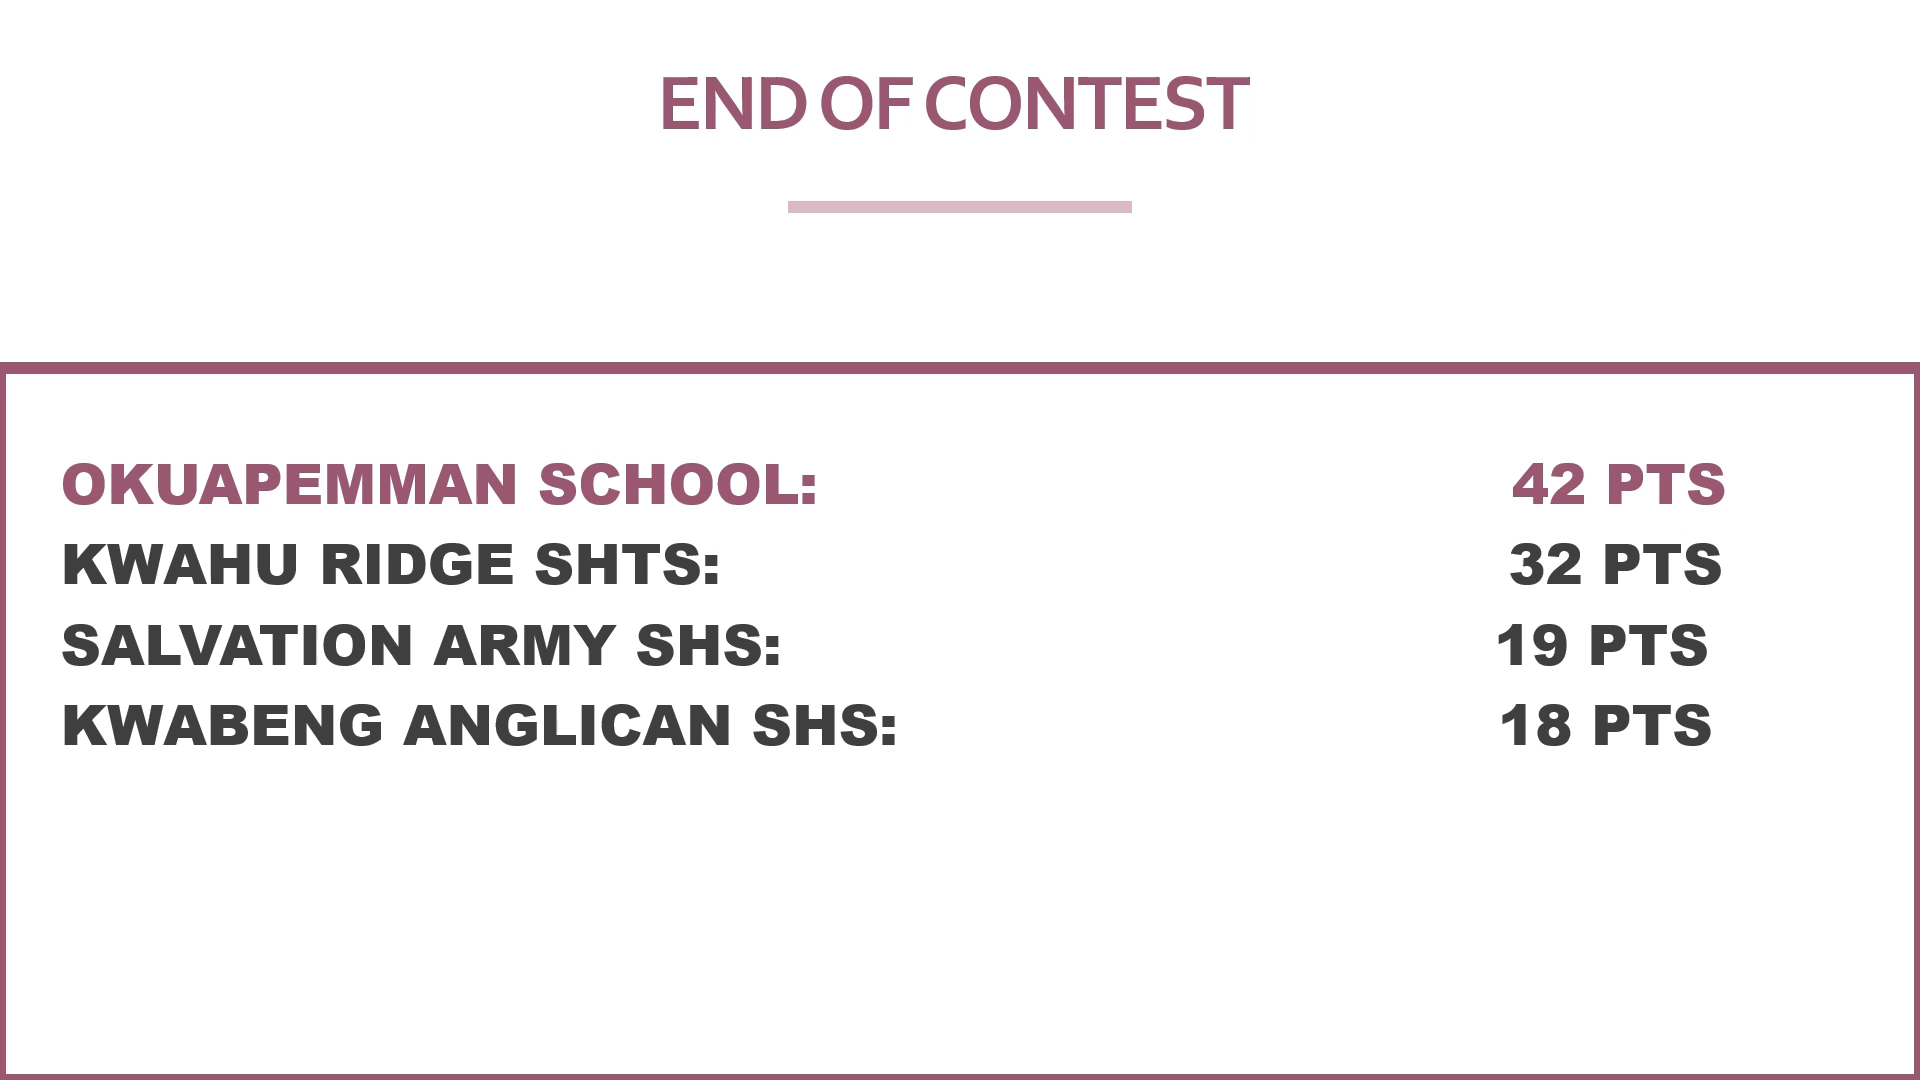 END OF CONTEST
OKUAPEMMAN SCHOOL: 42 PTS
KWAHU RIDGE SHTS: 32 PTS
SALVATION ARMY SHS: 19 PTS
KWABENG ANGLICAN SHS: 18 PTS